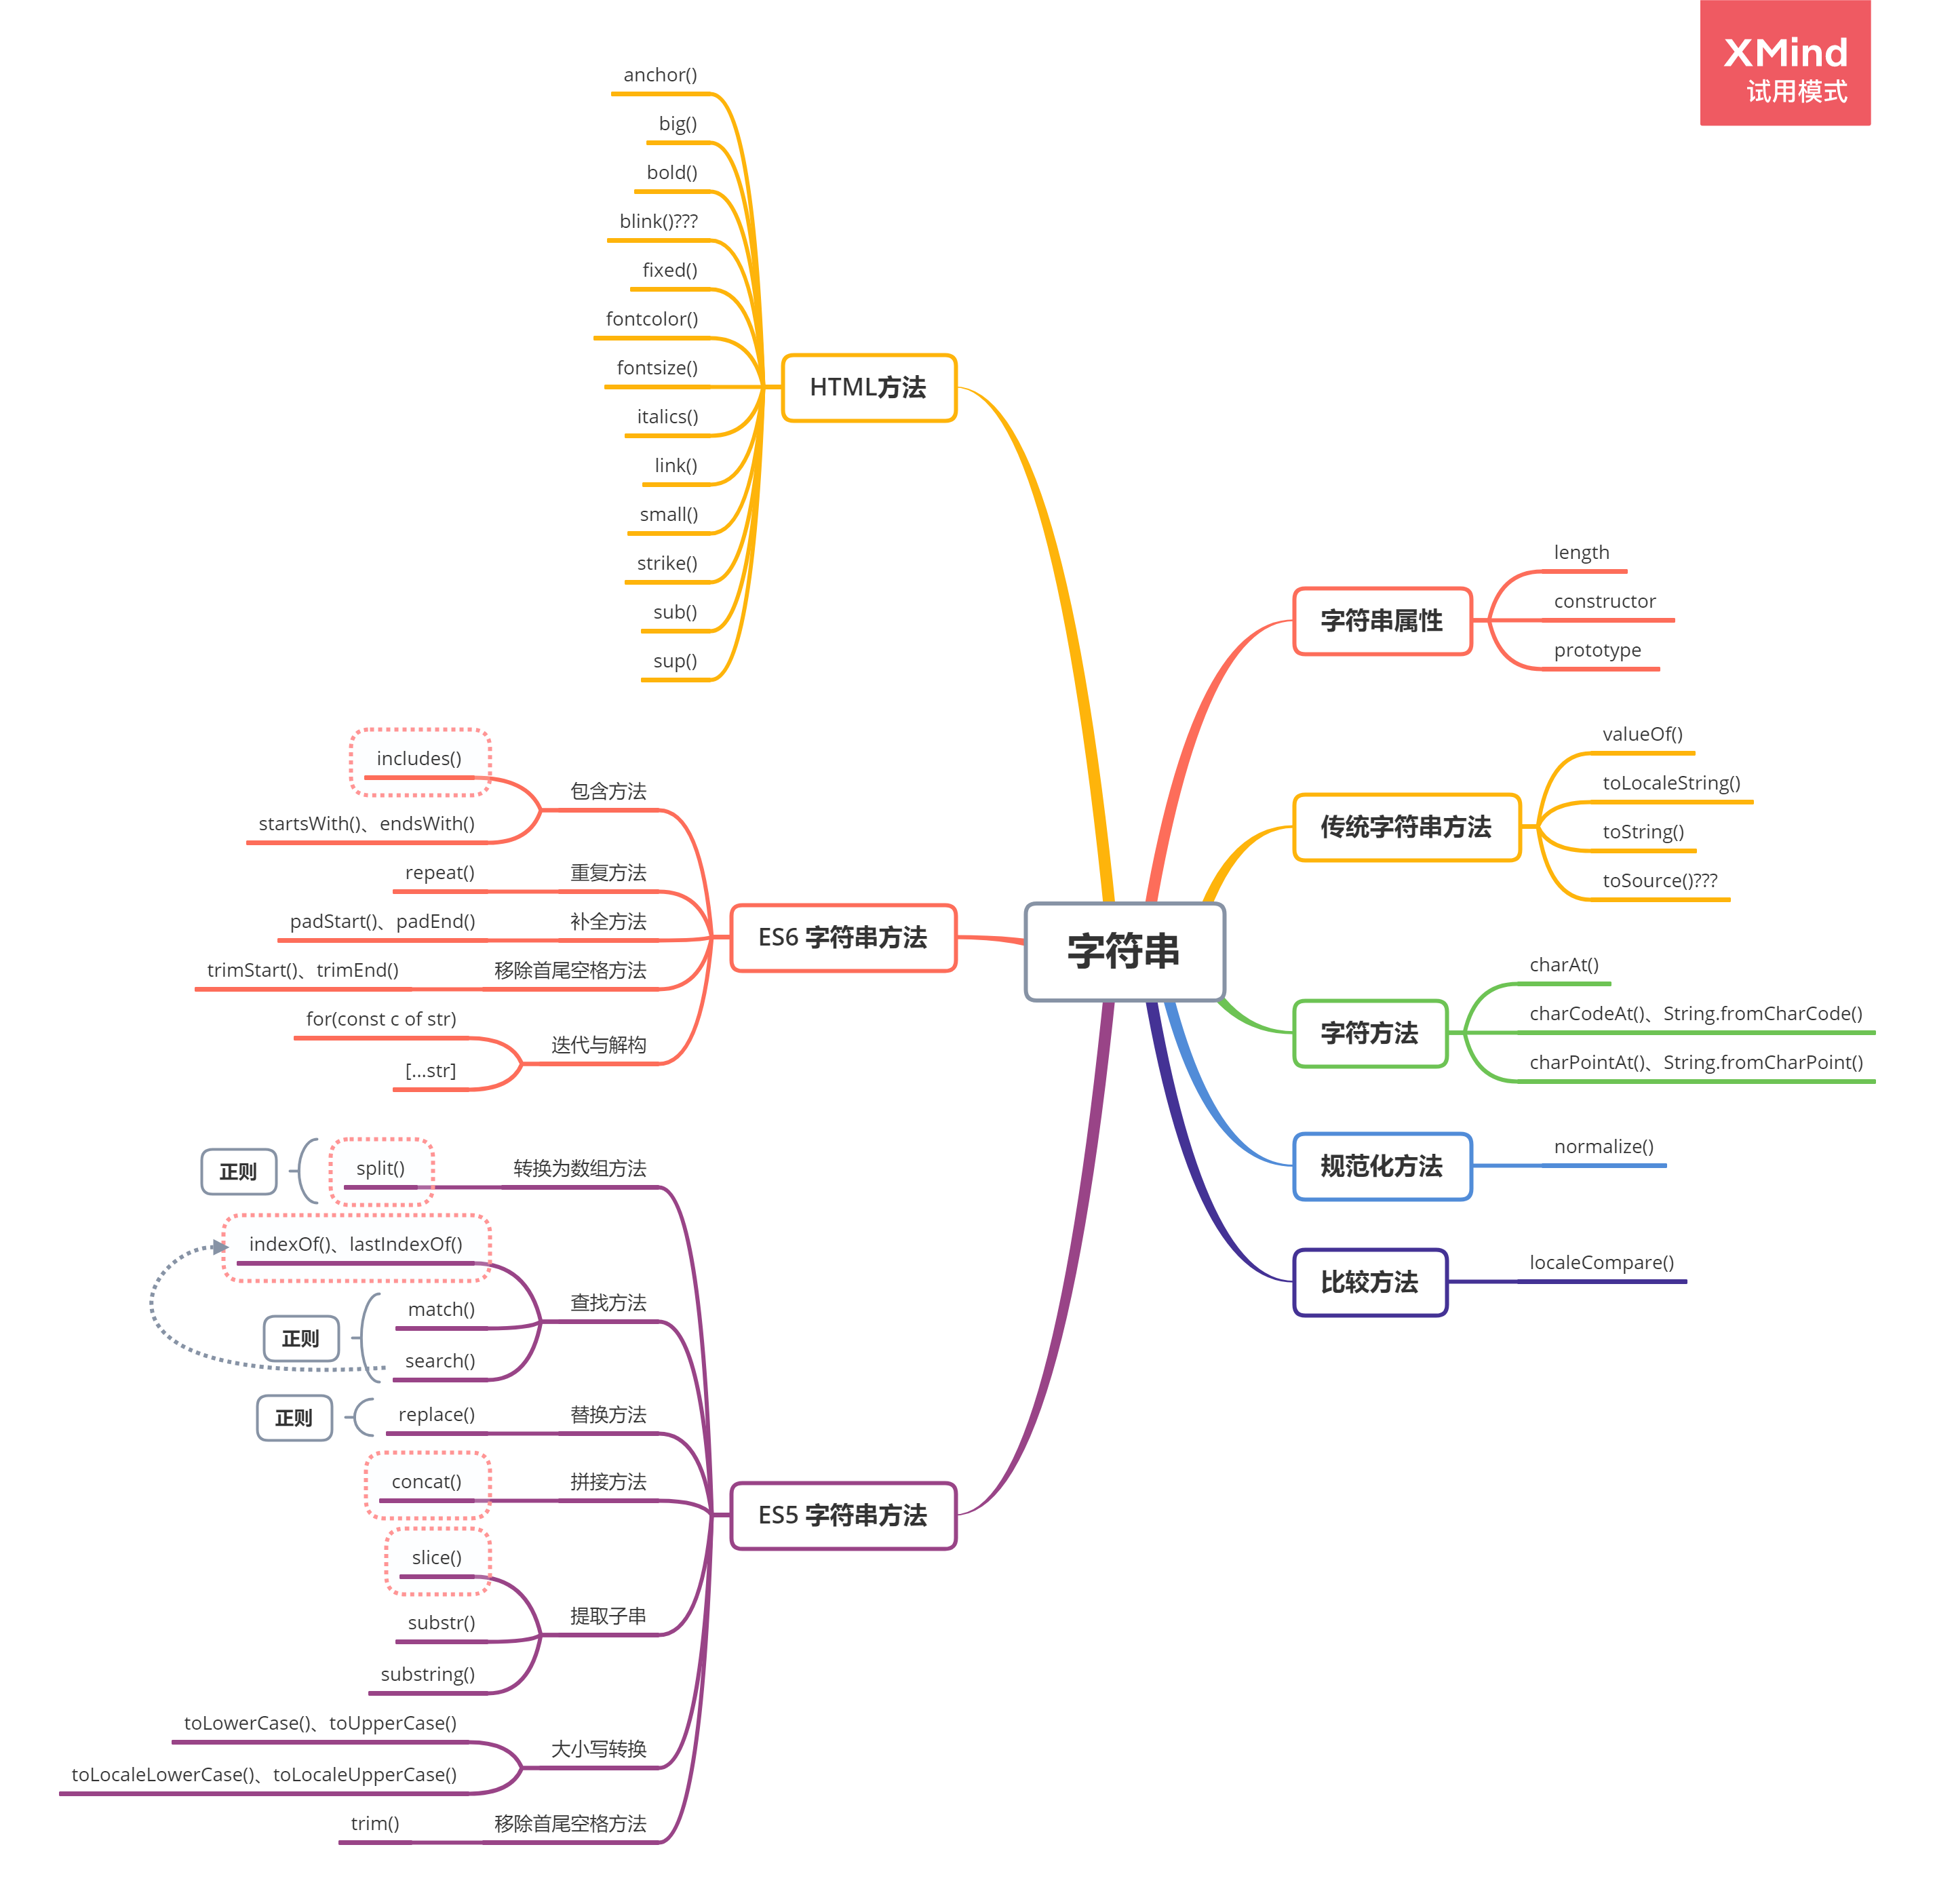 XMind
试用模式
字符串
字符串属性
length
constructor
prototype
传统字符串方法
valueOf()
toLocaleString()
toString()
toSource()???
字符方法
charAt()
charCodeAt()、String.fromCharCode()
charPointAt()、String.fromCharPoint()
规范化方法
normalize()
比较方法
localeCompare()
HTML方法
anchor()
big()
bold()
blink()???
fixed()
fontcolor()
fontsize()
italics()
link()
small()
strike()
sub()
sup()
ES6 字符串方法
包含方法
includes()
startsWith()、endsWith()
重复方法
repeat()
补全方法
padStart()、padEnd()
移除首尾空格方法
trimStart()、trimEnd()
迭代与解构
for(const c of str)
[...str]
ES5 字符串方法
转换为数组方法
split()
正则
查找方法
indexOf()、lastIndexOf()
match()
search()
正则
替换方法
replace()
正则
拼接方法
concat()
提取子串
slice()
substr()
substring()
大小写转换
toLowerCase()、toUpperCase()
toLocaleLowerCase()、toLocaleUpperCase()
移除首尾空格方法
trim()